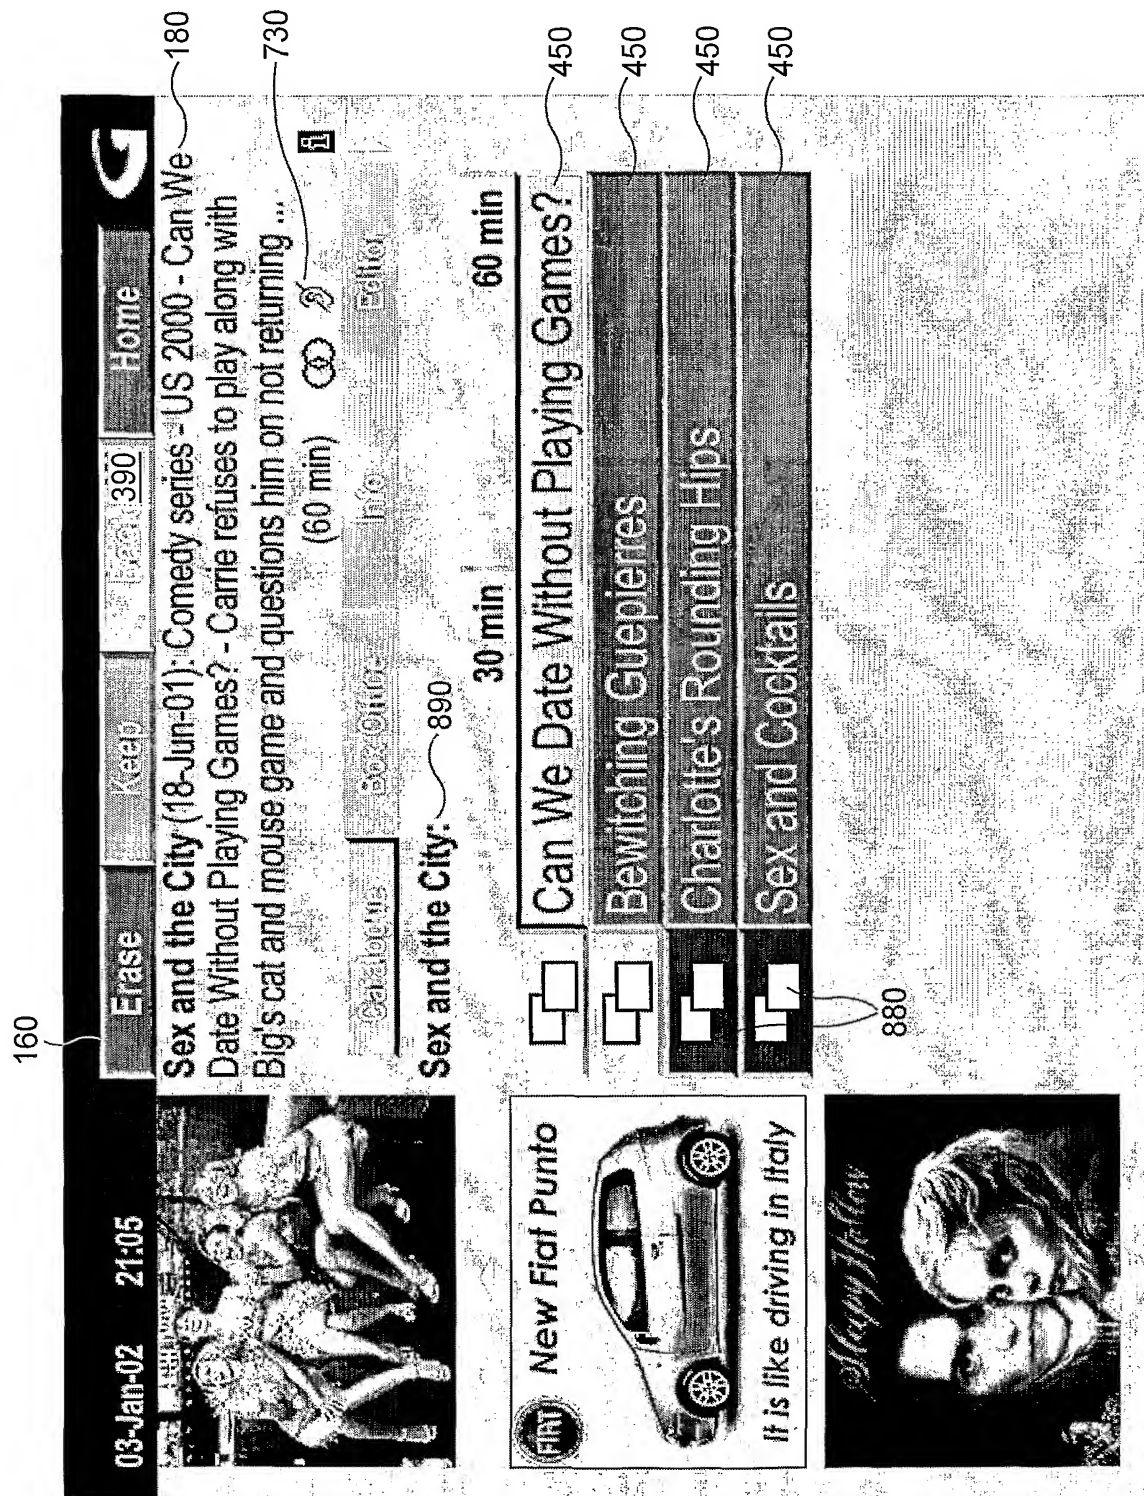 160
03-Jan-02 21:05
Erase
Keep
390
Home
Sex and the City (18-Jun-01): Comedy series - US 2000 - Can We
180
Date Without Playing Games? - Carrie refuses to play along with
Big's cat and mouse game and questions him on not returning ...
730
(60 min)
i
Catalogue
Box Office
Info
Editor
Sex and the City:
890
30 min
60 min
FIAT
New Fiat Punto
It is like driving in Italy
Can We Date Without Playing Games?
450
Bewitching Guepierres
450
Charlotte's Rounding Hips
450
Sex and Cocktails
450
880